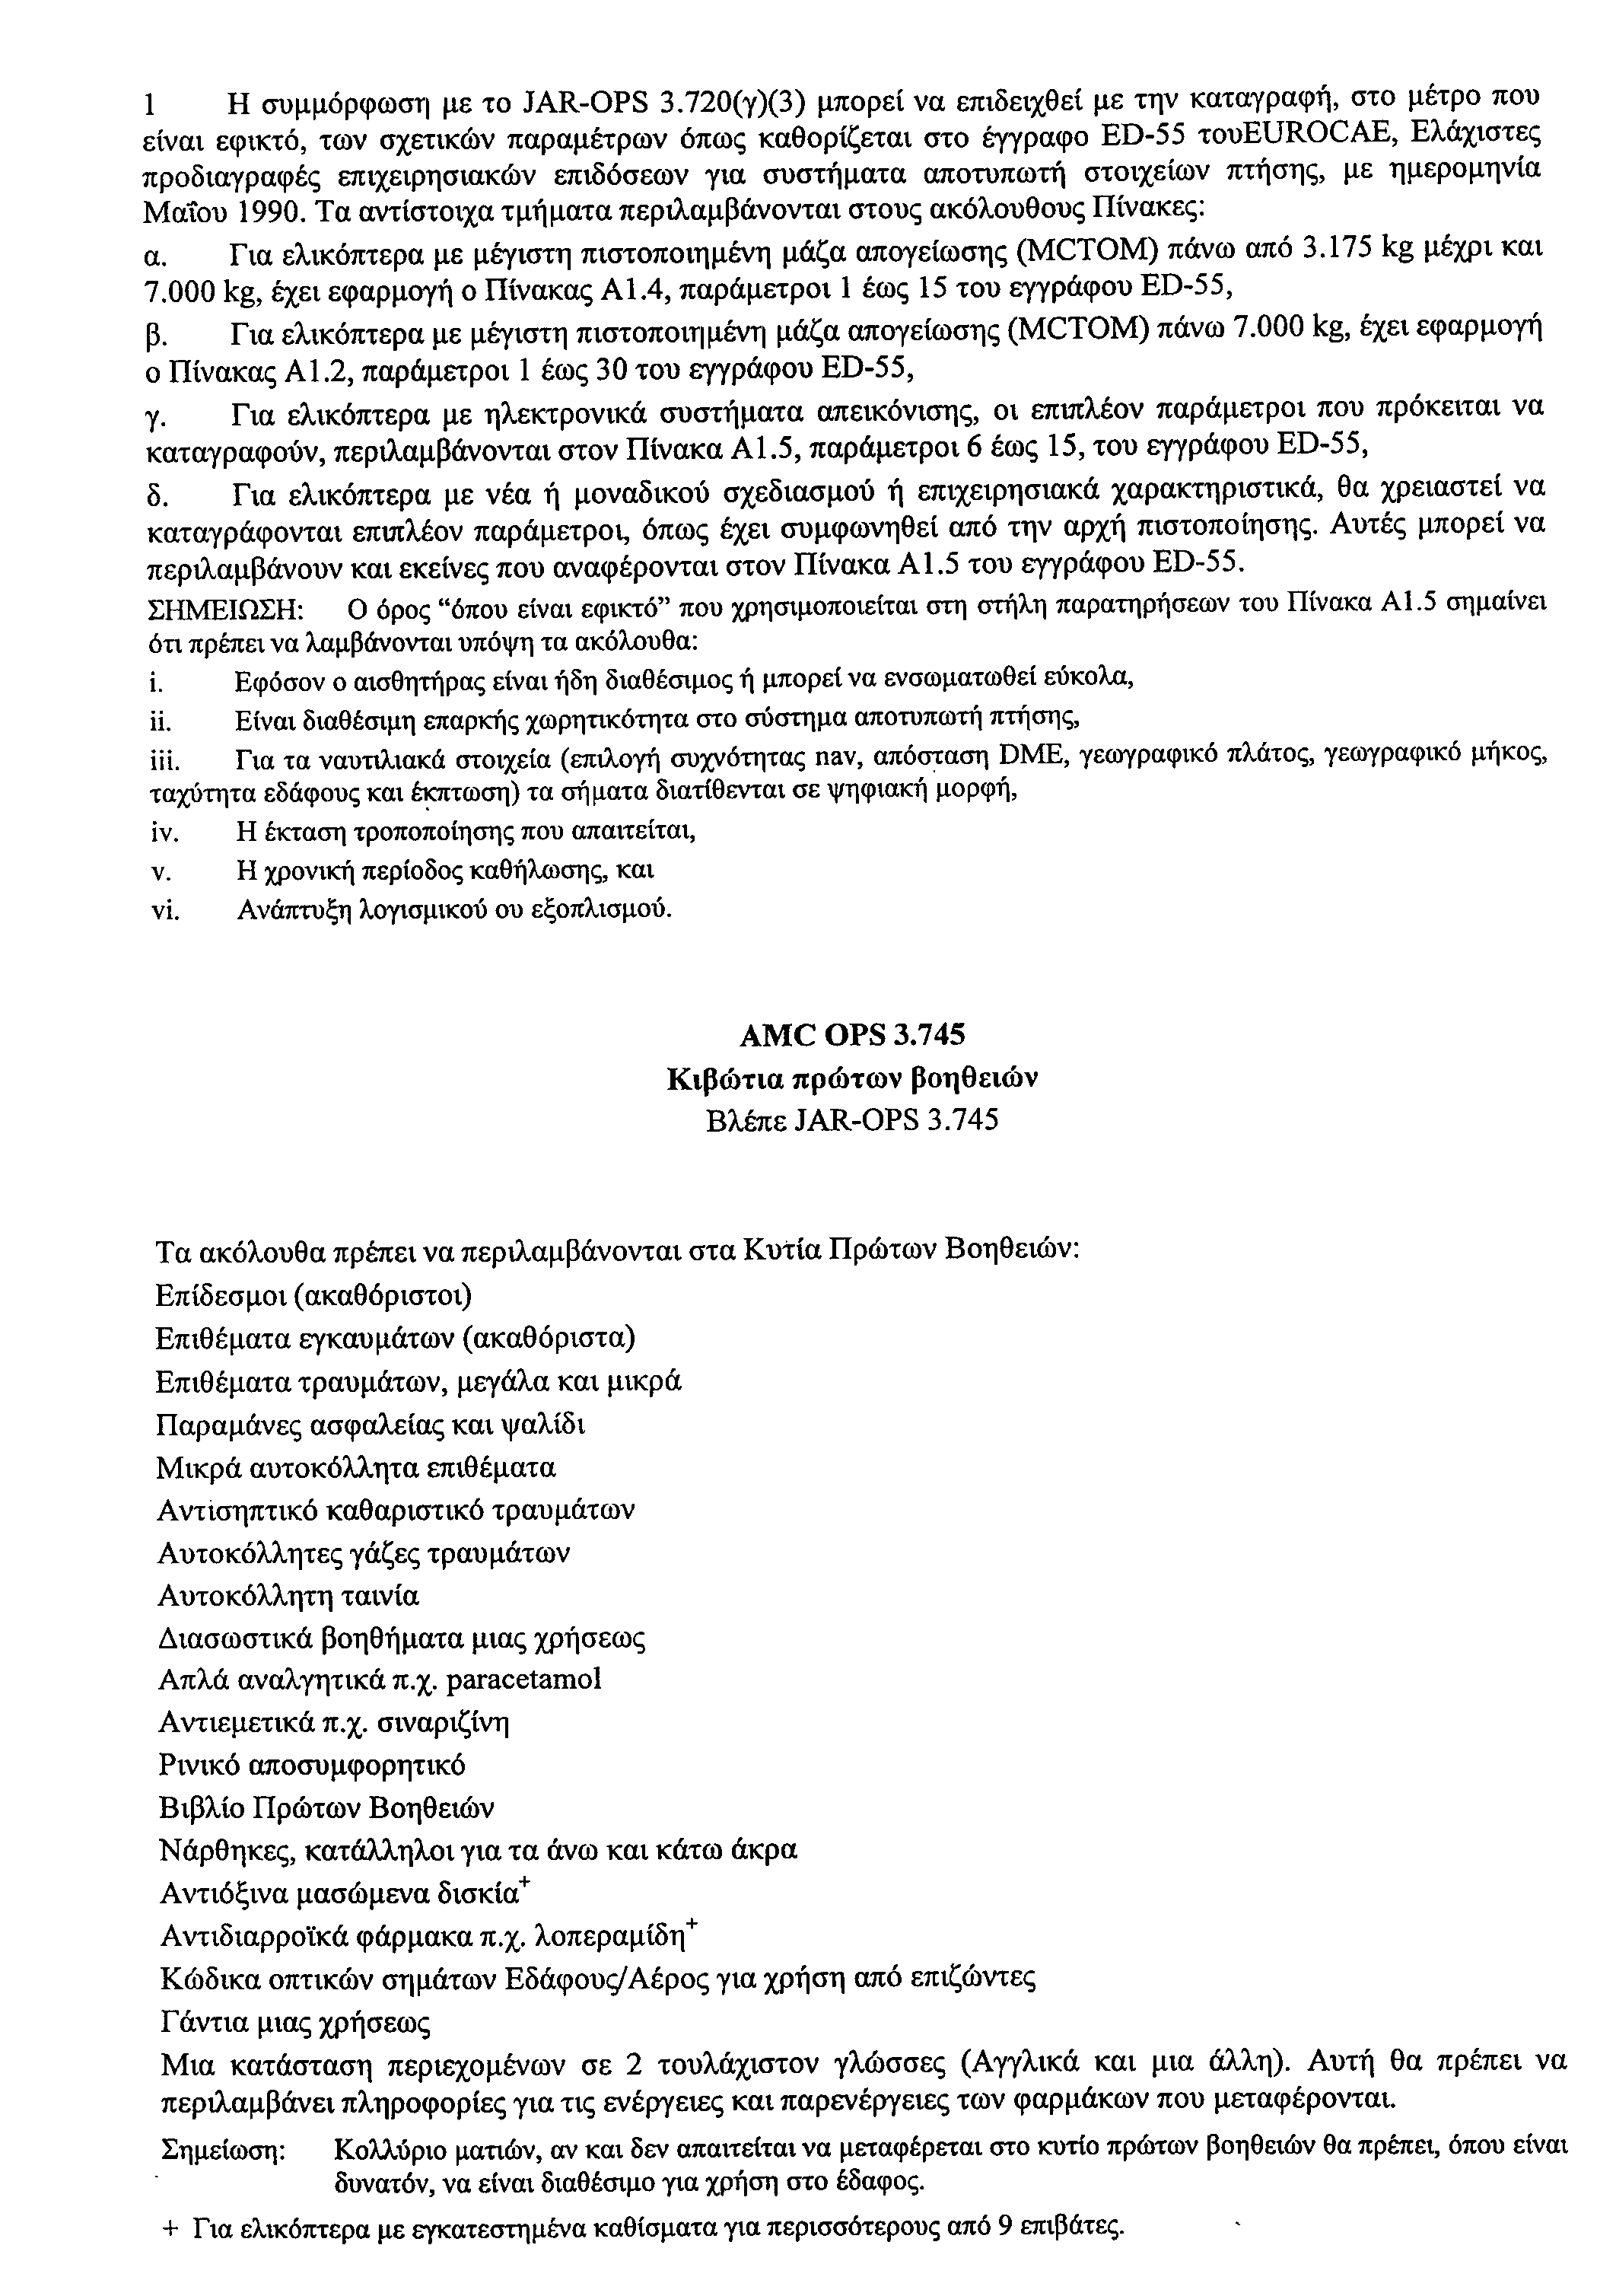 1 Η συμμόρφωση με το JAR-OPS 3.720(γ)(3) μπορεί να επιδειχθεί με την καταγραφή, στο μέτρο που
είναι εφικτό, των σχετικών παραμέτρων όπως καθορίζεται στο έγγραφο ED-55 τουEUROCAE, Ελάχιστες
προδιαγραφές επιχειρησιακών επιδόσεων για συστήματα αποτυπωτή στοιχείων πτήσης, με ημερομηνία
Μαΐου 1990. Τα αντίστοιχα τμήματα περιλαμβάνονται στους ακόλουθους Πίνακες:
α. Για ελικόπτερα με μέγιστη πιστοποιημένη μάζα απογείωσης (MCTOM) πάνω από 3.175 kg μέχρι και
7.000 kg, έχει εφαρμογή ο Πίνακας Α1.4, παράμετροι 1 έως 15 του εγγράφου ED-55,
β. Για ελικόπτερα με μέγιστη πιστοποιημένη μάζα απογείωσης (MCTOM) πάνω 7.000 kg, έχει εφαρμογή
ο Πίνακας Α1.2, παράμετροι 1 έως 30 του εγγράφου ED-55,
γ. Για ελικόπτερα με ηλεκτρονικά συστήματα απεικόνισης, οι επιπλέον παράμετροι που πρόκειται να
καταγραφούν, περιλαμβάνονται στον Πίνακα Α1.5, παράμετροι 6 έως 15, του εγγράφου ED-55,
δ. Για ελικόπτερα με νέα ή μοναδικού σχεδιασμού ή επιχειρησιακά χαρακτηριστικά, θα χρειαστεί να
καταγράφονται επιπλέον παράμετροι, όπως έχει συμφωνηθεί από την αρχή πιστοποίησης. Αυτές μπορεί να
περιλαμβάνουν και εκείνες που αναφέρονται στον Πίνακα Α1.5 του εγγράφου ED-55.
ΣΗΜΕΙΩΣΗ: Ο όρος “όπου είναι εφικτό” που χρησιμοποιείται στη στήλη παρατηρήσεων του Πίνακα Α1.5 σημαίνει
ότι πρέπει να λαμβάνονται υπόψη τα ακόλουθα:
i. Εφόσον ο αισθητήρας είναι ήδη διαθέσιμος ή μπορεί να ενσωματωθεί εύκολα,
ii. Είναι διαθέσιμη επαρκής χωρητικότητα στο σύστημα αποτυπωτή πτήσης,
iii. Για τα ναυτιλιακά στοιχεία (επιλογή συχνότητας nav, απόσταση DME, γεωγραφικό πλάτος, γεωγραφικό μήκος,
ταχύτητα εδάφους και έκπτωση) τα σήματα διατίθενται σε ψηφιακή μορφή,
iv. Η έκταση τροποποίησης που απαιτείται,
v. Η χρονική περίοδος καθήλωσης, και
vi. Ανάπτυξη λογισμικού ου εξοπλισμού.
AMC OPS 3.745
Κιβώτια πρώτων βοηθειών
Βλέπε JAR-OPS 3.745
Τα ακόλουθα πρέπει να περιλαμβάνονται στα Κυτία Πρώτων Βοηθειών:
Επίδεσμοι (ακαθόριστοι)
Επιθέματα εγκαυμάτων (ακαθόριστα)
Επιθέματα τραυμάτων, μεγάλα και μικρά
Παραμάνες ασφαλείας και ψαλίδι
Μικρά αυτοκόλλητα επιθέματα
Αντισηπτικό καθαριστικό τραυμάτων
Αυτοκόλλητες γάζες τραυμάτων
Αυτοκόλλητη ταινία
Διασωστικά βοηθήματα μιας χρήσεως
Απλά αναλγητικά π.χ. paracetamol
Αντιεμετικά π.χ. σιναριζίνη
Ρινικό αποσυμφορητικό
Βιβλίο Πρώτων Βοηθειών
Νάρθηκες, κατάλληλοι για τα άνω και κάτω άκρα
Αντιόξινα μασώμενα δισκία+
Αντιδιαρροϊκά φάρμακα π.χ. λοπεραμίδη+
Κώδικα οπτικών σημάτων Εδάφους/Αέρος για χρήση από επιζώντες
Γάντια μιας χρήσεως
Μια κατάσταση περιεχομένων σε 2 τουλάχιστον γλώσσες (Αγγλικά και μια άλλη). Αυτή θα πρέπει να
περιλαμβάνει πληροφορίες για τις ενέργειες και παρενέργειες των φαρμάκων που μεταφέρονται.
Σημείωση: Κολλύριο ματιών, αν και δεν απαιτείται να μεταφέρεται στο κυτίο πρώτων βοηθειών θα πρέπει, όπου είναι
δυνατόν, να είναι διαθέσιμο για χρήση στο έδαφος.
+ Για ελικόπτερα με εγκατεστημένα καθίσματα για περισσότερους από 9 επιβάτες.